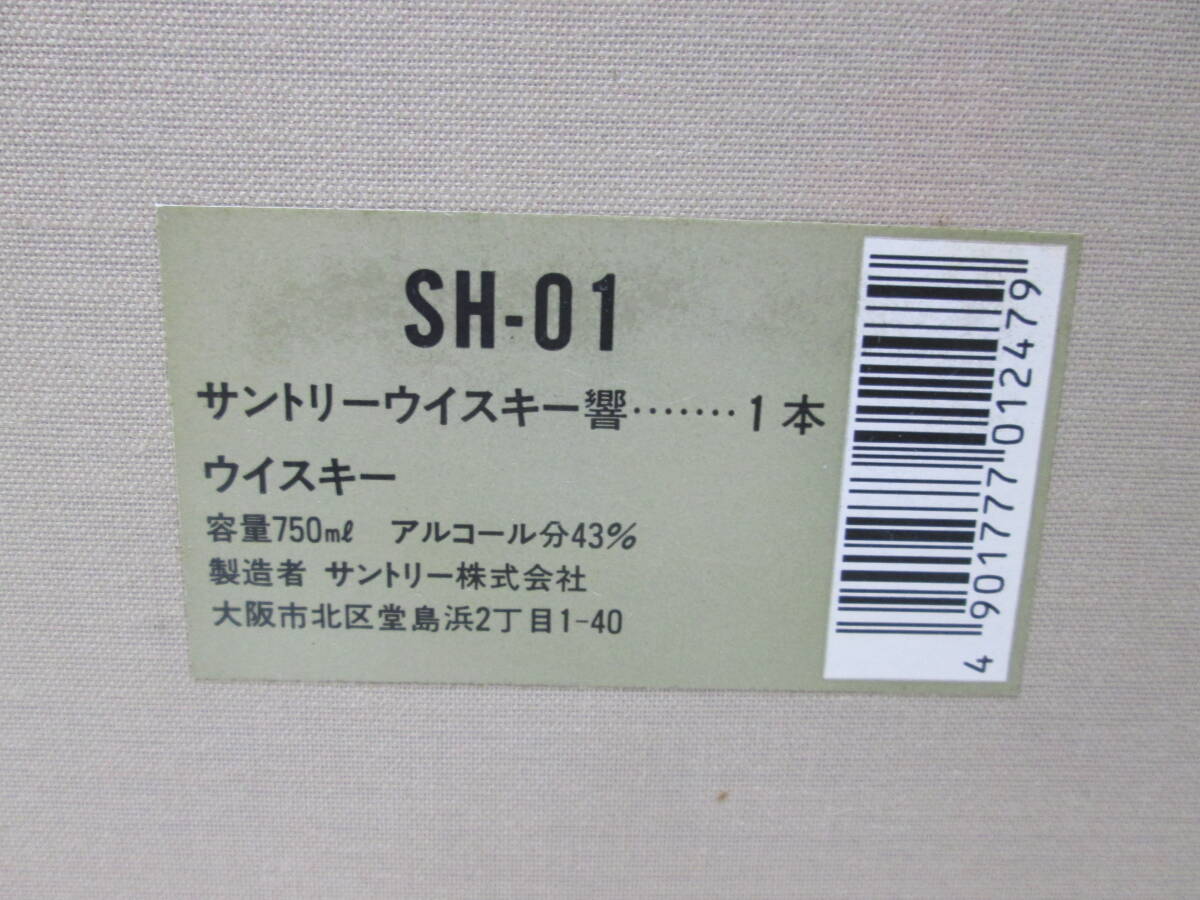 SH-01
サントリーウイスキー響‥‥‥‥1本
ウイスキー
容量750㎖ アルコール分43%
製造者 サントリー株式会社
大阪市北区堂島浜2丁目1-40
4 901777 012479